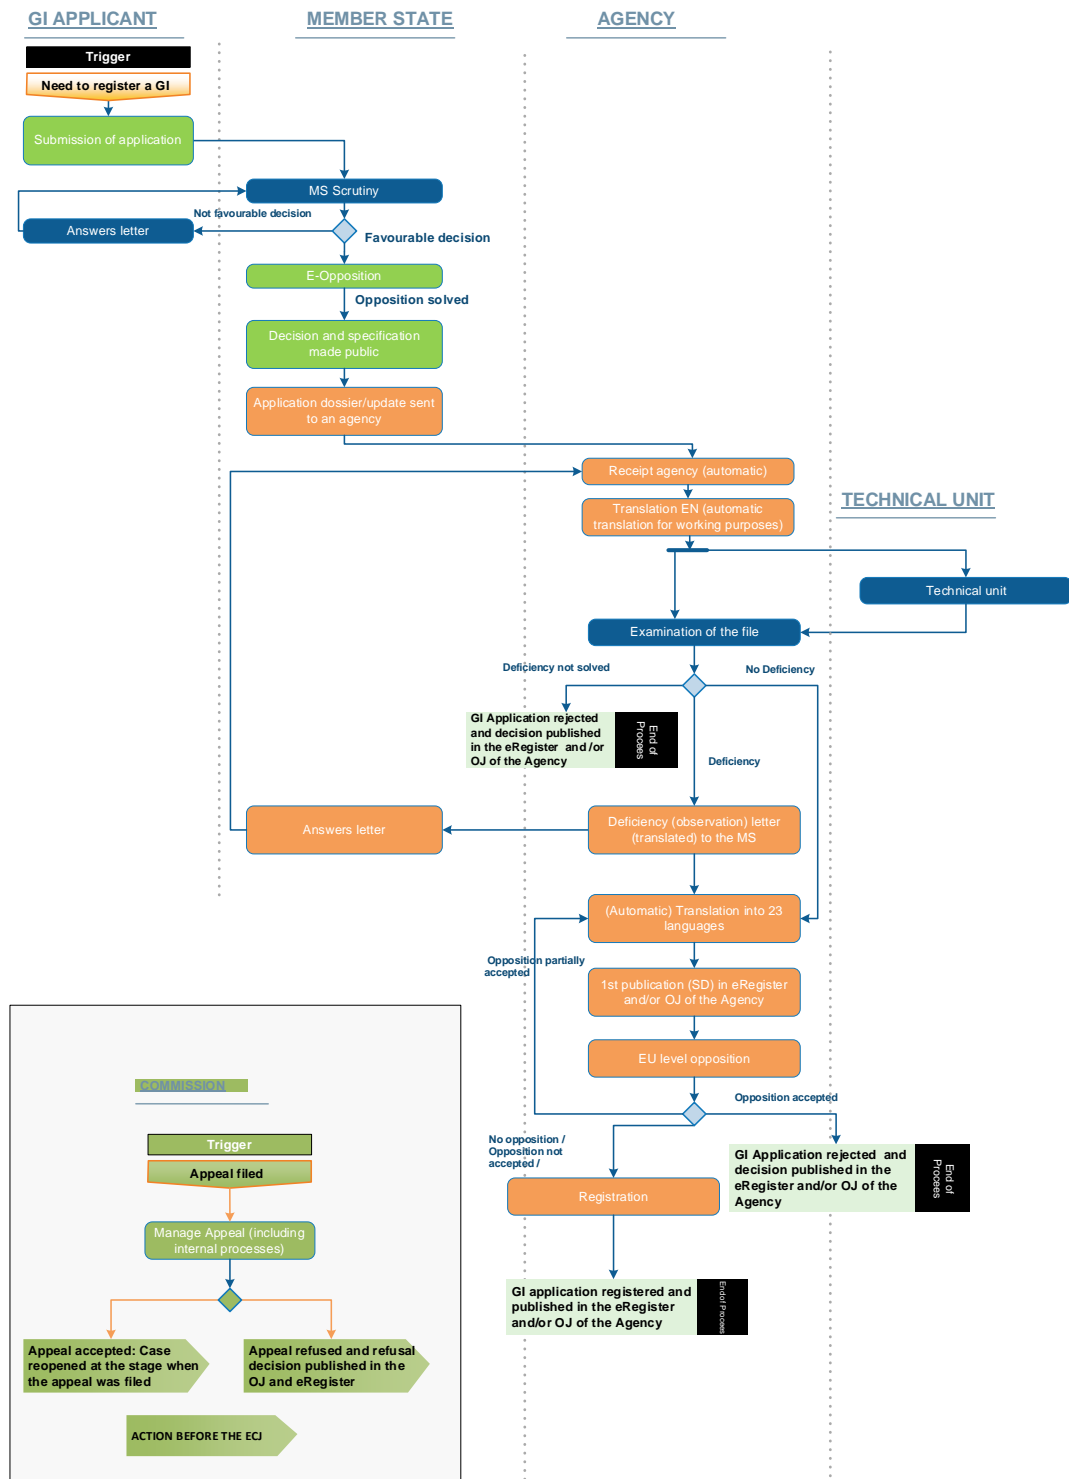 GI APPLICANT
MEMBER STATE
AGENCY
Trigger
Need to register a GI
Submission of application
MS Scrutiny
Not favourable decision
Answers letter
Favourable decision
E-Opposition
Opposition solved
Decision and specification
made public
Application dossier/update sent
to an agency
Receipt agency (automatic)
Translation EN (automatic
translation for working purposes)
TECHNICAL UNIT
Technical unit
Examination of the file
Deficiency not solved
No Deficiency
GI Application rejected
and decision published
in the eRegister and /or
OJ of the Agency
End of
Procees
Deficiency
Answers letter
Deficiency (observation) letter
(translated) to the MS
(Automatic) Translation into 23
languages
Opposition partially
accepted
1st publication (SD) in eRegister
and/or OJ of the Agency
EU level opposition
Opposition accepted
No opposition /
Opposition not
accepted /
GI Application rejected and
decision published in the
eRegister and/or OJ of the
Agency
End of
Procees
Registration
GI application registered and
published in the eRegister
and/or OJ of the Agency
End of Procees
COMMISSION
Trigger
Appeal filed
Manage Appeal (including
internal processes)
Appeal accepted: Case
reopened at the stage when
the appeal was filed
Appeal refused and refusal
decision published in the
OJ and eRegister
ACTION BEFORE THE ECJ